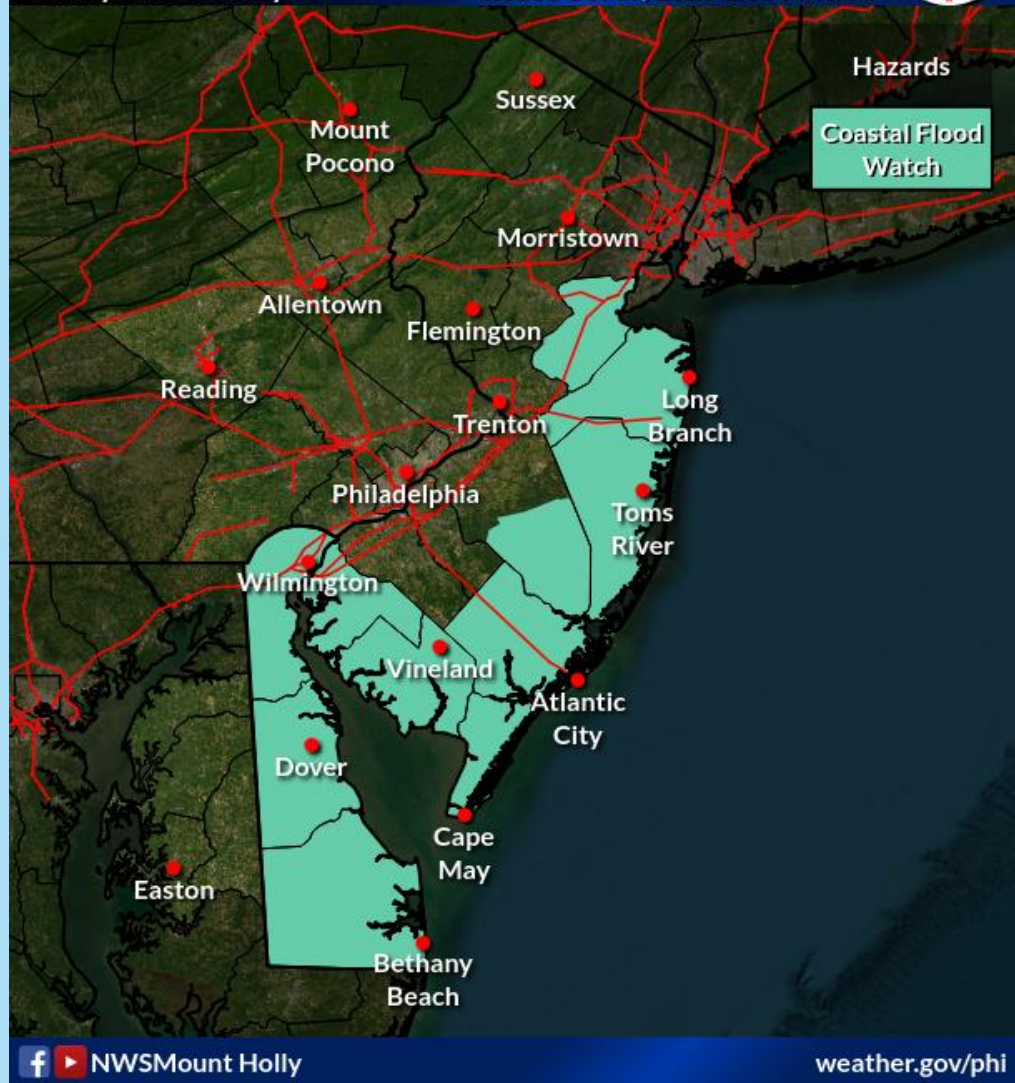 Hazards
Coastal Flood
Watch
Sussex
Mount
Pocono
Morristown
Allentown
Flemington
Reading
Long
Branch
Trenton
Philadelphia
Toms
River
Wilmington
Vineland
Atlantic
City
Dover
Cape
May
Easton
Bethany
Beach
NWSMount Holly
weather.gov/phi